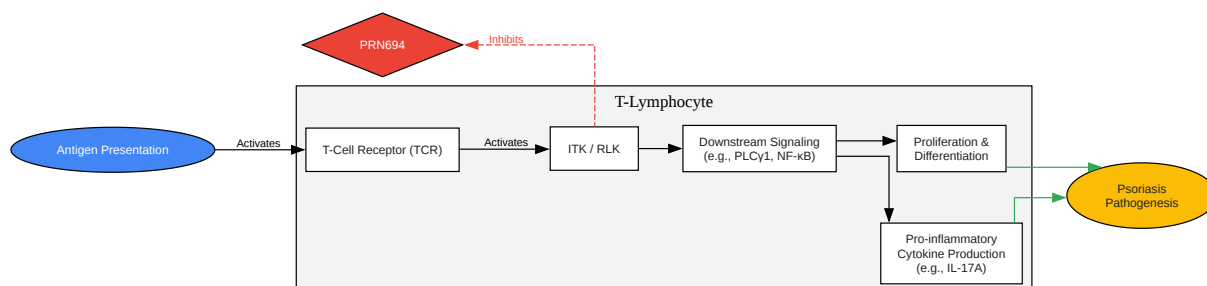 PRN694
Inhibits
T-Lymphocyte
Antigen Presentation
Activates
T-Cell Receptor (TCR)
Activates
ITK / RLK
Downstream Signaling
(e.g., PLCγ1, NF-κB)
Proliferation &
Differentiation
Psoriasis
Pathogenesis
Pro-inflammatory
Cytokine Production
(e.g., IL-17A)